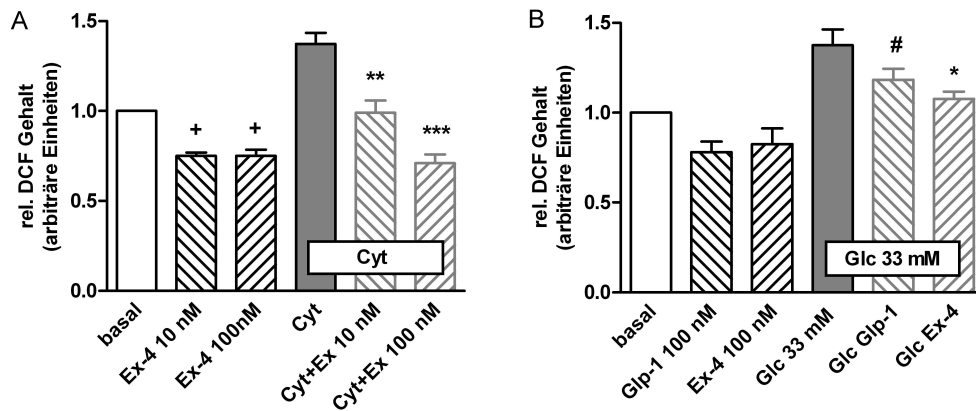 A
rel. DCF Gehalt
(arbiträre Einheiten)
1.5
1.0
0.5
0.0
+
+
**
***
Cyt
basal
Ex-4 10 nM
Ex-4 100nM
Cyt
Cyt+Ex 10 nM
Cyt+Ex 100 nM
B
rel. DCF Gehalt
(arbiträre Einheiten)
1.5
1.0
0.5
0.0
#
*
Glc 33 mM
basal
Glp-1 100 nM
Ex-4 100 nM
Glc 33 mM
Glc Glp-1
Glc Ex-4